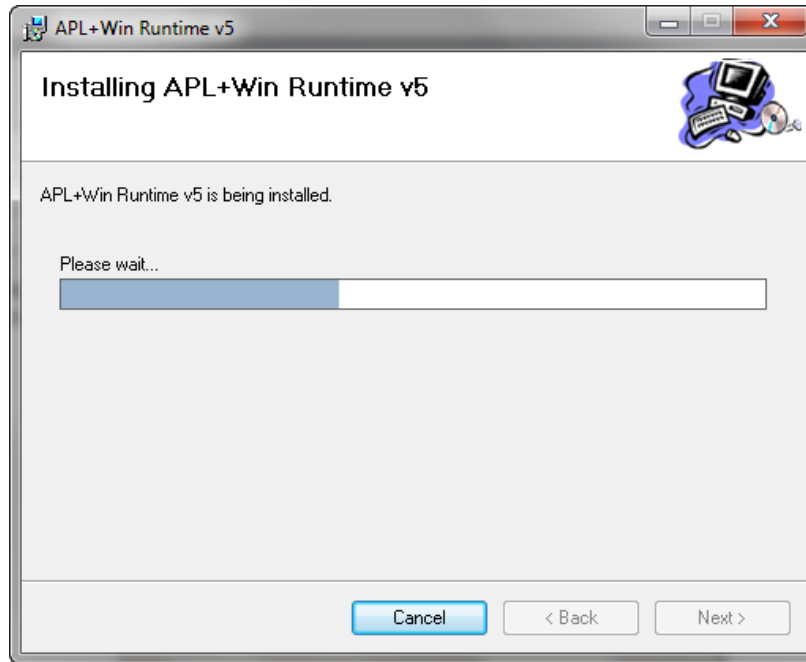 APL+Win Runtime v5
Installing APL+Win Runtime v5
APL+Win Runtime v5 is being installed.
Please wait...
Cancel
< Back
Next >